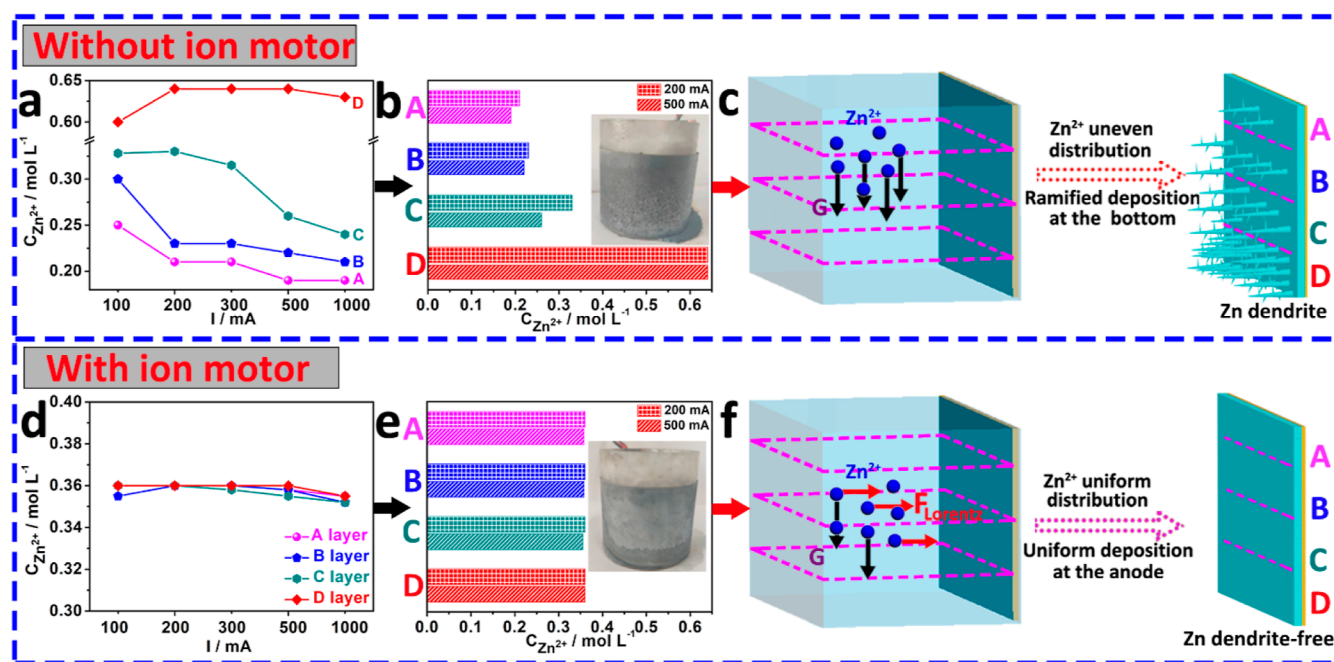 Without ion motor
a
0.65
0.60
0.30
0.25
0.20
C_Zn²⁺ / mol L⁻¹
D
C
B
A
100 200 300 500 1000
I / mA
b
200 mA
500 mA
A
B
C
D
0.0 0.1 0.2 0.3 0.4 0.5 0.6
C_Zn²⁺ / mol L⁻¹
c
Zn²⁺
G
Zn²⁺ uneven
distribution
Ramified deposition
at the bottom
A
B
C
D
Zn dendrite
With ion motor
d
0.40
0.38
0.36
0.34
0.32
0.30
C_Zn²⁺ / mol L⁻¹
A layer
B layer
C layer
D layer
100 200 300 500 1000
I / mA
e
200 mA
500 mA
A
B
C
D
0.0 0.1 0.2 0.3 0.4 0.5 0.6
C_Zn²⁺ / mol L⁻¹
f
Zn²⁺
F_Lorentz
G
Zn²⁺ uniform
distribution
Uniform deposition
at the anode
A
B
C
D
Zn dendrite-free